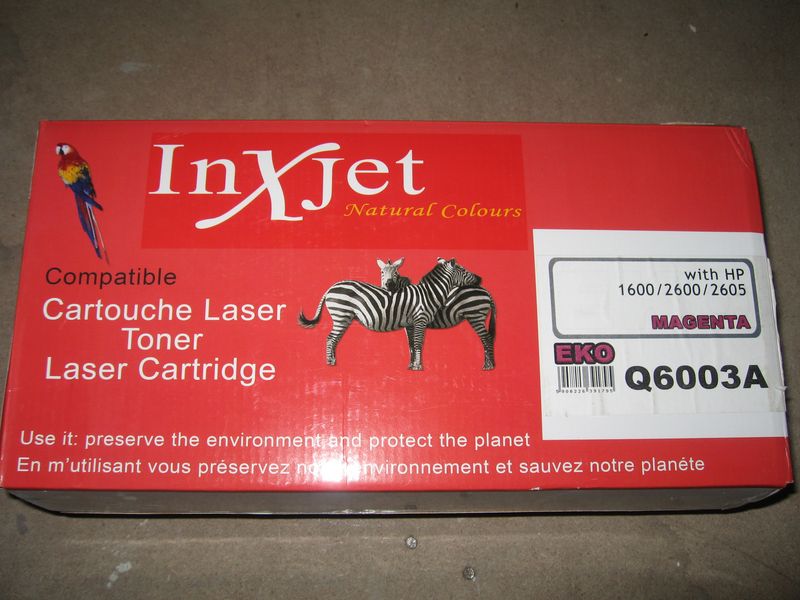 InXjet
Natural Colours
Compatible
Cartouche Laser
Toner
Laser Cartridge
with HP
1600/2600/2605
MAGENTA
EKO
Q6003A
Use it: preserve the environment and protect the planet
En m'utilisant vous préservez environnement et sauvez notre planéte